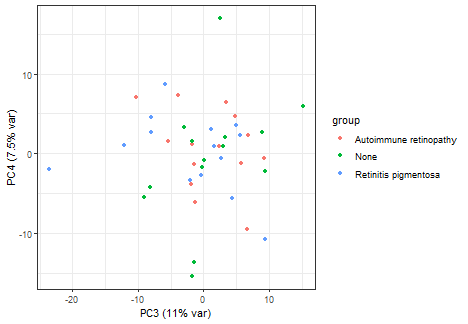 PC4 (7.5% var)
10
0
-10
-20
-10
0
10
PC3 (11% var)
group
Autoimmune retinopathy
None
Retinitis pigmentosa